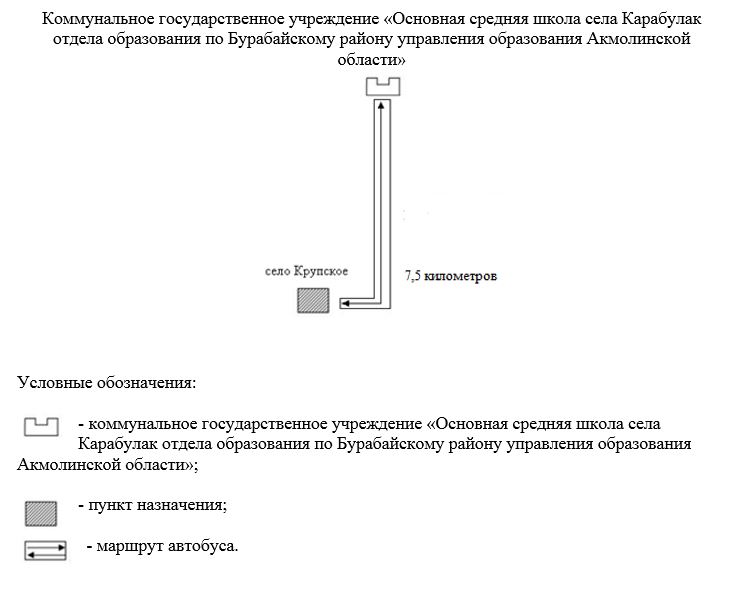 Коммунальное государственное учреждение «Основная средняя школа села Карабулак
отдела образования по Бурабайскому району управления образования Акмолинской
области»
село Крупское
7,5 километров
Условные обозначения:
- коммунальное государственное учреждение «Основная средняя школа села
Карабулак отдела образования по Бурабайскому району управления образования
Акмолинской области»;
- пункт назначения;
- маршрут автобуса.